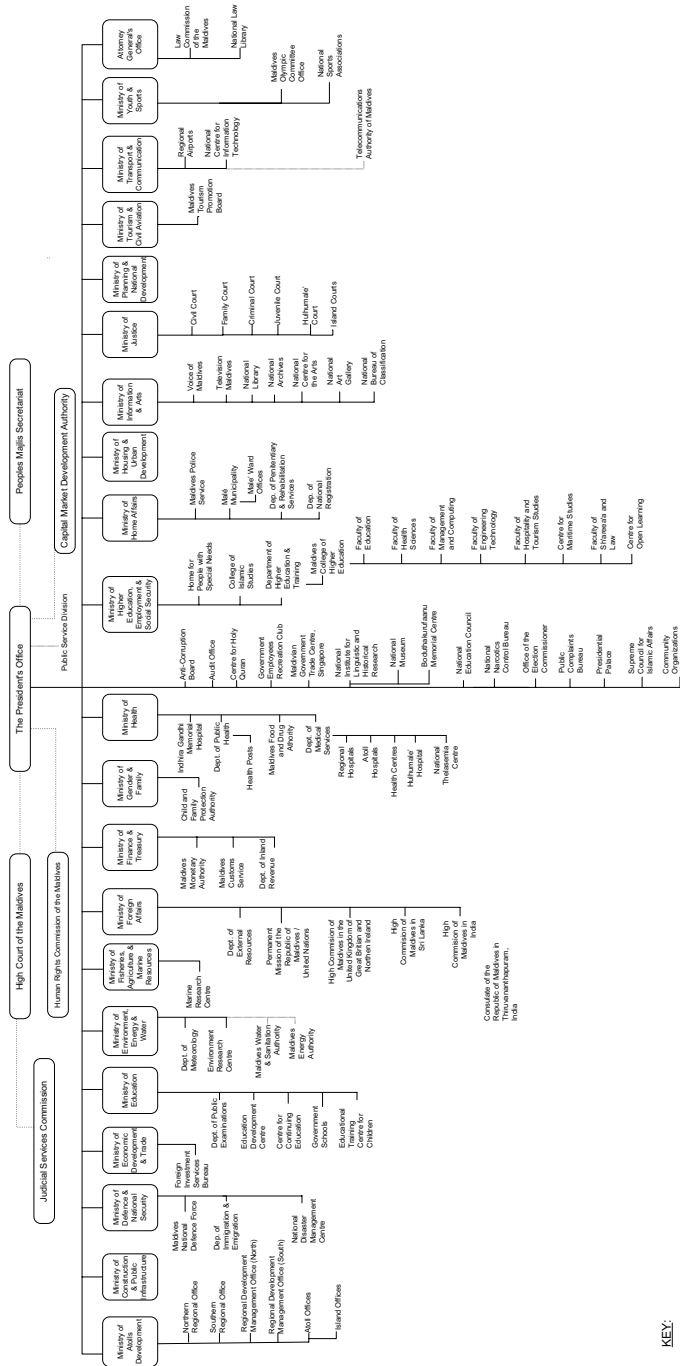 High Court of the Maldives
The President's Office
Peoples Majlis Secretariat
Judicial Services Commission
Human Rights Commission of the Maldives
Public Service Division
Capital Market Development Authority
Ministry of
Atolls
Development
Northern
Regional Office
Southern
Regional Office
Regional Development
Management Office (North)
Regional Development
Management Office (South)
Atoll Offices
Island Offices
Ministry of
Construction
& Public
Infrastructure
Ministry of
Defence &
National
Security
Maldives
National
Defence Force
Dep. of
Immigration &
Emigration
National
Disaster
Management
Centre
Ministry of
Economic
Development
& Trade
Foreign
Investment
Services
Bureau
Ministry of
Education
Dept. of Public
Examinations
Education
Development
Centre
Centre for
Continuing
Education
Government
Schools
Educational
Training
Centre for
Children
Ministry of
Environment,
Energy &
Water
Dept. of
Meteorology
Environment
Research
Centre
Maldives Water
& Sanitation
Authority
Maldives
Energy
Authority
Ministry of
Fisheries,
Agriculture &
Marine
Resources
Marine
Research
Centre
Ministry of
Foreign
Affairs
Dept. of
External
Resources
Permanent
Mission of the
Republic of
Maldives /
United Nations
High Commision of
Maldives in the
United Kingdom of
Great Britian and
Northen Ireland
High
Commision of
Maldives in
Sri Lanka
High
Commision of
Maldives in
India
Consulate of the
Republic of Maldives in
Thiruvananthapuram,
India
Ministry of
Finance &
Treasury
Maldives
Monetary
Authority
Maldives
Customs
Service
Dept. of Inland
Revenue
Ministry of
Gender &
Family
Child and
Family
Protection
Authority
Ministry of
Health
Indhira Gandhi
Memorial
Hospital
Dept. of Public
Health
Health Posts
Maldives Food
and Drug
Athority
Dept. of
Medical
Services
Regional
Hospitals
Atoll
Hospitals
Health Centres
Hulhumale'
Hospital
National
Thelasemia
Centre
Anti-Corruption
Board
Audit Office
Centre for Holy
Quran
Government
Employees
Recreation Club
Maldivian
Government
Trade Centre,
Singapore
National
Institute for
Linguistic and
Historical
Research
National
Museum
Boduthakurufaanu
Memorial Centre
National
Education Council
National
Narcotics
Control Bureau
Office of the
Election
Commissioner
Public
Complaints
Bureau
Presidential
Palace
Supreme
Council for
Islamic Affairs
Community
Organizations
Ministry of
Higher
Education,
Employment &
Social Security
Home for
People with
Special Needs
College of
Islamic
Studies
Department of
Higher
Education &
Training
Maldives
College of
Higher
Education
Faculty of
Education
Faculty of
Health
Sciences
Faculty of
Management
and Computing
Faculty of
Engineering
Technology
Faculty of
Hospitality and
Tourism Studies
Centre for
Maritime Studies
Faculty of
Shareea'a and
Law
Centre for
Open Learning
Ministry of
Home Affairs
Maldives Police
Service
Malé
Municipality
Male' Ward
Offices
Dep. of Penitentiary
& Rehabilitation
Services
Dep. of
National
Registration
Ministry of
Housing &
Urban
Development
Ministry of
Information
& Arts
Voice of
Maldives
Television
Maldives
National
Library
National
Archives
National
Centre for
the Arts
National
Art
Gallery
National
Bureau of
Classification
Ministry of
Justice
Civil Court
Family Court
Criminal Court
Juvenile Court
Hulhumale'
Court
Island Courts
Ministry of
Planning &
National
Development
Ministry of
Tourism &
Civil Aviation
Maldives
Tourism
Promotion
Board
Ministry of
Transport &
Communication
Regional
Airports
National
Centre for
Information
Technology
Telecommunications
Authority of Maldives
Ministry of
Youth &
Sports
Maldives
Olympic
Committee
Office
National
Sports
Associations
Attorney
General's
Office
Law
Commission
of the
Maldives
National Law
Library
KEY: